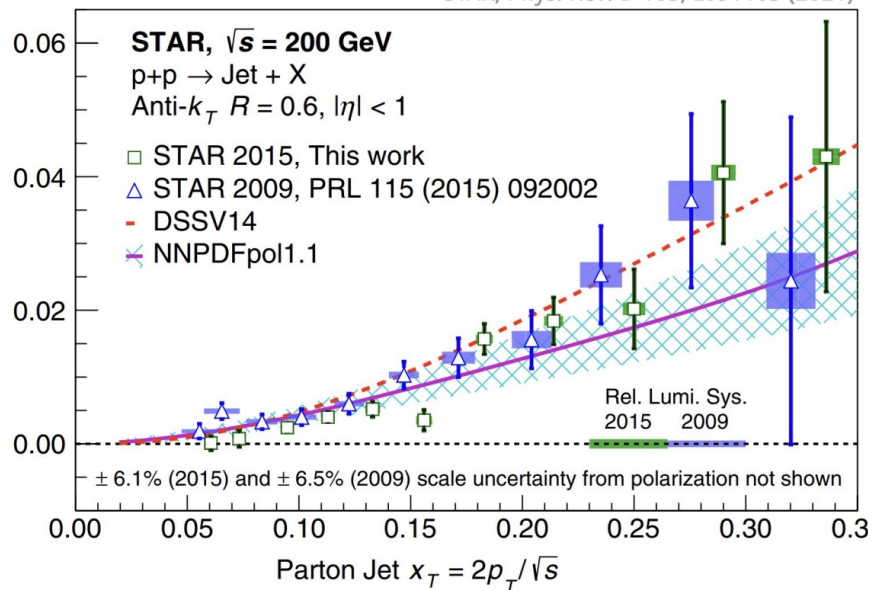 STAR, √s = 200 GeV
p+p → Jet + X
Anti-k_T R = 0.6, |η| < 1
STAR 2015, This work
STAR 2009, PRL 115 (2015) 092002
DSSV14
NNPDFpol1.1
0.06
0.04
0.02
0.00
Rel. Lumi. Sys.
2015 2009
± 6.1% (2015) and ± 6.5% (2009) scale uncertainty from polarization not shown
0.00 0.05 0.10 0.15 0.20 0.25 0.30 0.3
Parton Jet x_T = 2p_T/√s